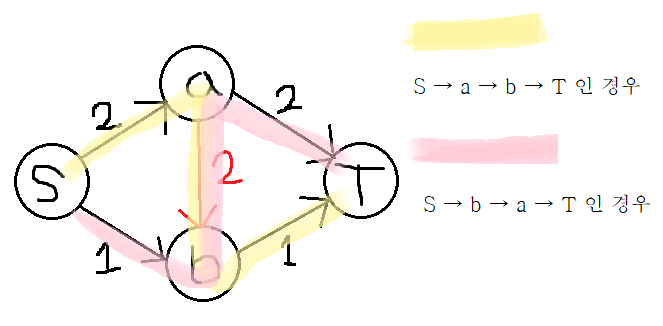 a
2
2
S → a → b → T 인 경우
S
2
T
S → b → a → T 인 경우
1
b
1